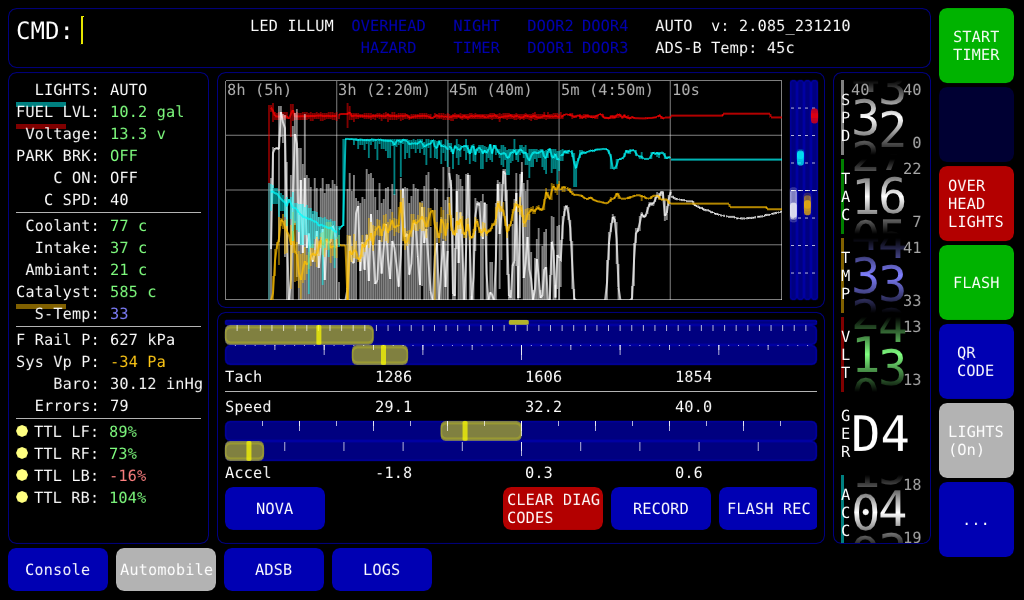 CMD:
LED ILLUM OVERHEAD NIGHT DOOR2 DOOR4 AUTO v: 2.085_231210
HAZARD TIMER DOOR1 DOOR3 ADS-B Temp: 45c
START
TIMER
LIGHTS: AUTO
FUEL LVL: 10.2 gal
Voltage: 13.3 v
PARK BRK: OFF
C ON: OFF
C SPD: 40
Coolant: 77 c
Intake: 37 c
Ambiant: 21 c
Catalyst: 585 c
S-Temp: 33
F Rail P: 627 kPa
Sys Vp P: -34 Pa
Baro: 30.12 inHg
Errors: 79
TTL LF: 89%
TTL RF: 73%
TTL LB: -16%
TTL RB: 104%
8h (5h) 3h (2:20m) 45m (40m) 5m (4:50m) 10s
Tach 1286 1606 1854
Speed 29.1 32.2 40.0
Accel -1.8 0.3 0.6
NOVA
CLEAR DIAG
CODES
RECORD
FLASH REC
SPD 40 32 40 0
TAC 16 22 7
TMP 33 41 33
VLT 13 13 13
GER D4
ACC 04 18 19
OVER
HEAD
LIGHTS
FLASH
QR
CODE
LIGHTS
(On)
...
Console Automobile ADSB LOGS